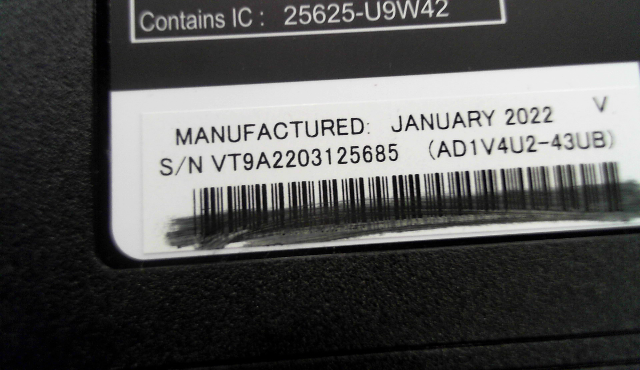 Contains IC : 25625-U9W42
V
MANUFACTURED: JANUARY 2022
S/N VT9A2203125685 (AD1V4U2-43UB)